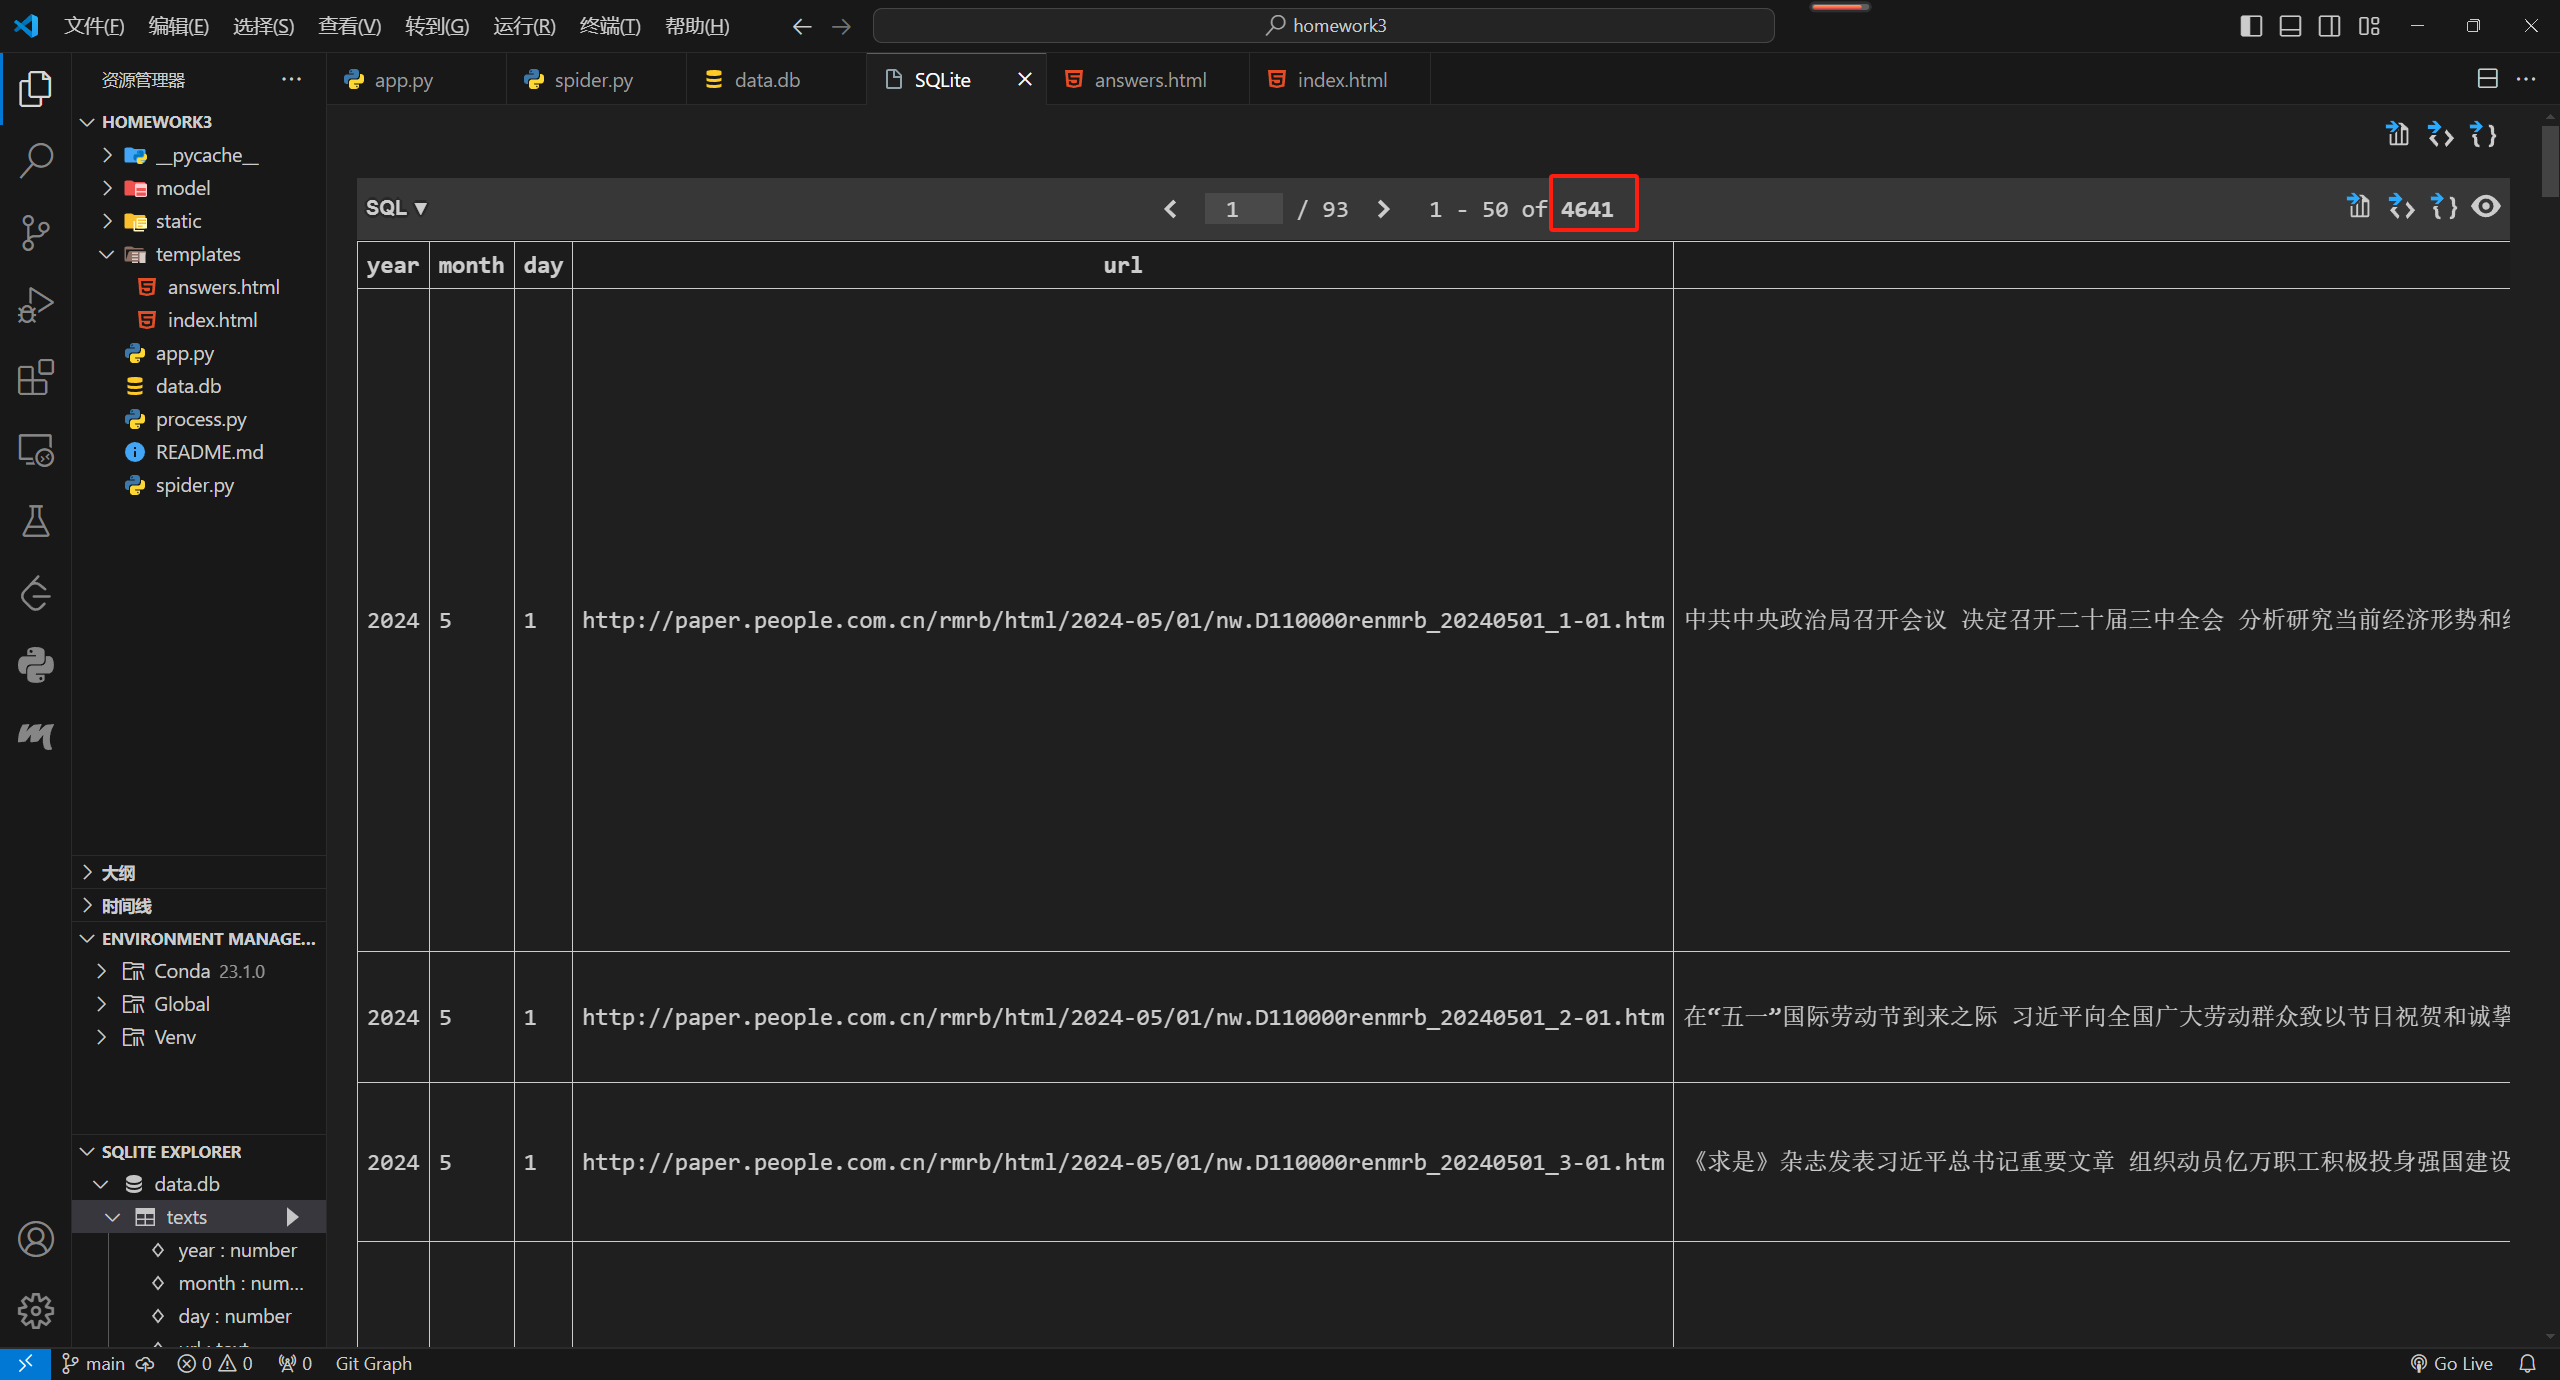 文件(F) 编辑(E) 选择(S) 查看(V) 转到(G) 运行(R) 终端(T) 帮助(H) homework3
资源管理器 app.py spider.py data.db SQLite answers.html index.html
HOMEWORK3
__pycache__
model
static
templates
answers.html
index.html
app.py
data.db
process.py
README.md
spider.py
大纲
时间线
ENVIRONMENT MANAGE...
Conda 23.1.0
Global
Venv
SQLITE EXPLORER
data.db
texts
year : number
month : num...
day : number
SQL ▼ 1 / 93 1 - 50 of 4641
year month day url
2024 5 1 http://paper.people.com.cn/rmrb/html/2024-05/01/nw.D110000renmrb_20240501_1-01.htm 中共中央政治局召开会议 决定召开二十届三中全会 分析研究当前经济形势和
2024 5 1 http://paper.people.com.cn/rmrb/html/2024-05/01/nw.D110000renmrb_20240501_2-01.htm 在“五一”国际劳动节到来之际 习近平向全国广大劳动群众致以节日祝贺和诚挚
2024 5 1 http://paper.people.com.cn/rmrb/html/2024-05/01/nw.D110000renmrb_20240501_3-01.htm 《求是》杂志发表习近平总书记重要文章 组织动员亿万职工积极投身强国建设
main 0 0 0 Git Graph Go Live